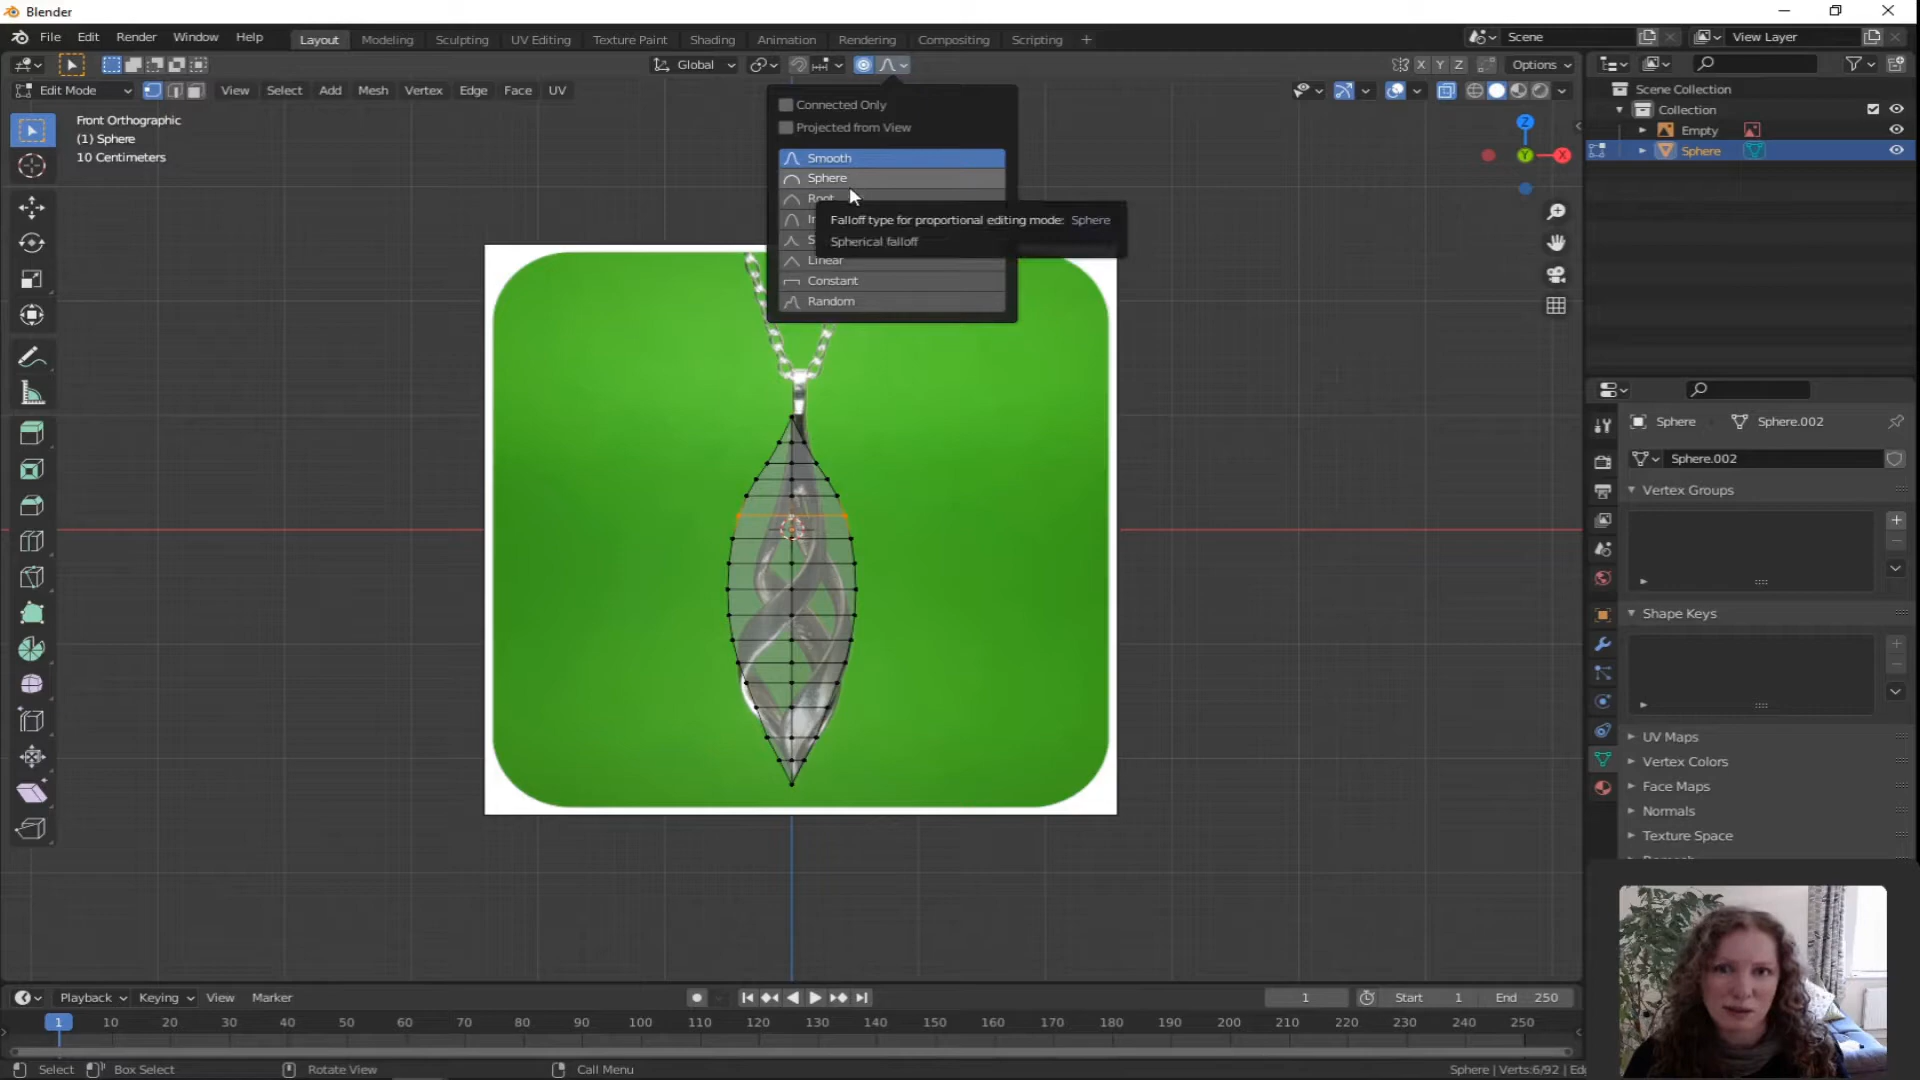 Blender
File Edit Render Window Help
Layout Modeling Sculpting UV Editing Texture Paint Shading Animation Rendering Compositing Scripting +
Scene
View Layer
Global
X Y Z
Options
Edit Mode
View Select Add Mesh Vertex Edge Face UV
Front Orthographic
(1) Sphere
10 Centimeters
Connected Only
Projected from View
Smooth
Sphere
Root
Falloff type for proportional editing mode: Sphere
Spherical falloff
Linear
Constant
Random
Z
Y
X
Scene Collection
Collection
Empty
Sphere
Sphere
Sphere.002
Sphere.002
Vertex Groups
Shape Keys
UV Maps
Vertex Colors
Face Maps
Normals
Texture Space
Playback Keying View Marker
1
Start 1
End 250
1 10 20 30 40 50 60 70 80 90 100 110 120 130 140 150 160 170 180 190 200 210 220 230 240 250
Select
Box Select
Rotate View
Call Menu
Sphere | Verts:6/92 |